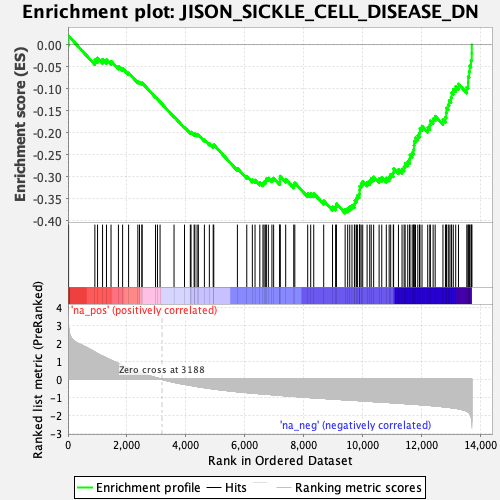 Enrichment plot: JISON_SICKLE_CELL_DISEASE_DN
Enrichment score (ES)
0.00
-0.05
-0.10
-0.15
-0.20
-0.25
-0.30
-0.35
-0.40
'na_pos' (positively correlated)
Ranked list metric (PreRanked)
4
3
2
1
0
-1
-2
-3
Zero cross at 3188
'na_neg' (negatively correlated)
0
2,000
4,000
6,000
8,000
10,000
12,000
14,000
Rank in Ordered Dataset
Enrichment profile
Hits
Ranking metric scores